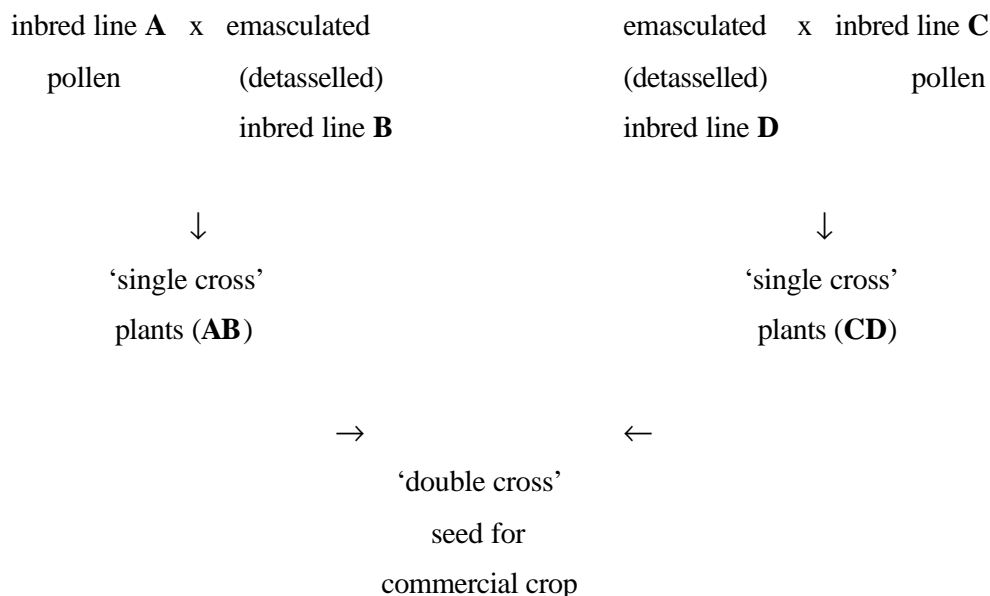 inbred line A x emasculated emasculated x inbred line C
pollen (detasselled) (detasselled) pollen
inbred line B inbred line D
↓ ↓
‘single cross’ ‘single cross’
plants (AB) plants (CD)
→ ←
‘double cross’
seed for
commercial crop